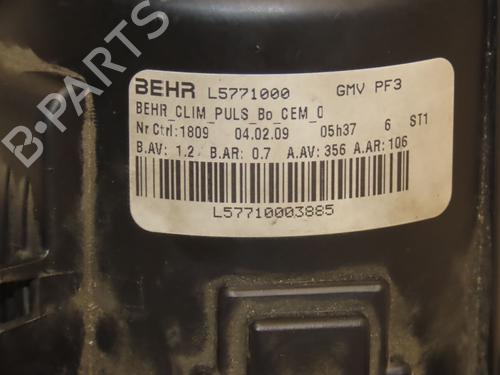 B-PARTS
BEHR L5771000 GMV PF3
BEHR_CLIM_PULS_Bo_CEM_0
Nr Ctrl:1809 04.02.09 05h37 6 ST1
B.AV: 1.2 B.AR: 0.7 A.AV: 356 A.AR: 106
L57710003885